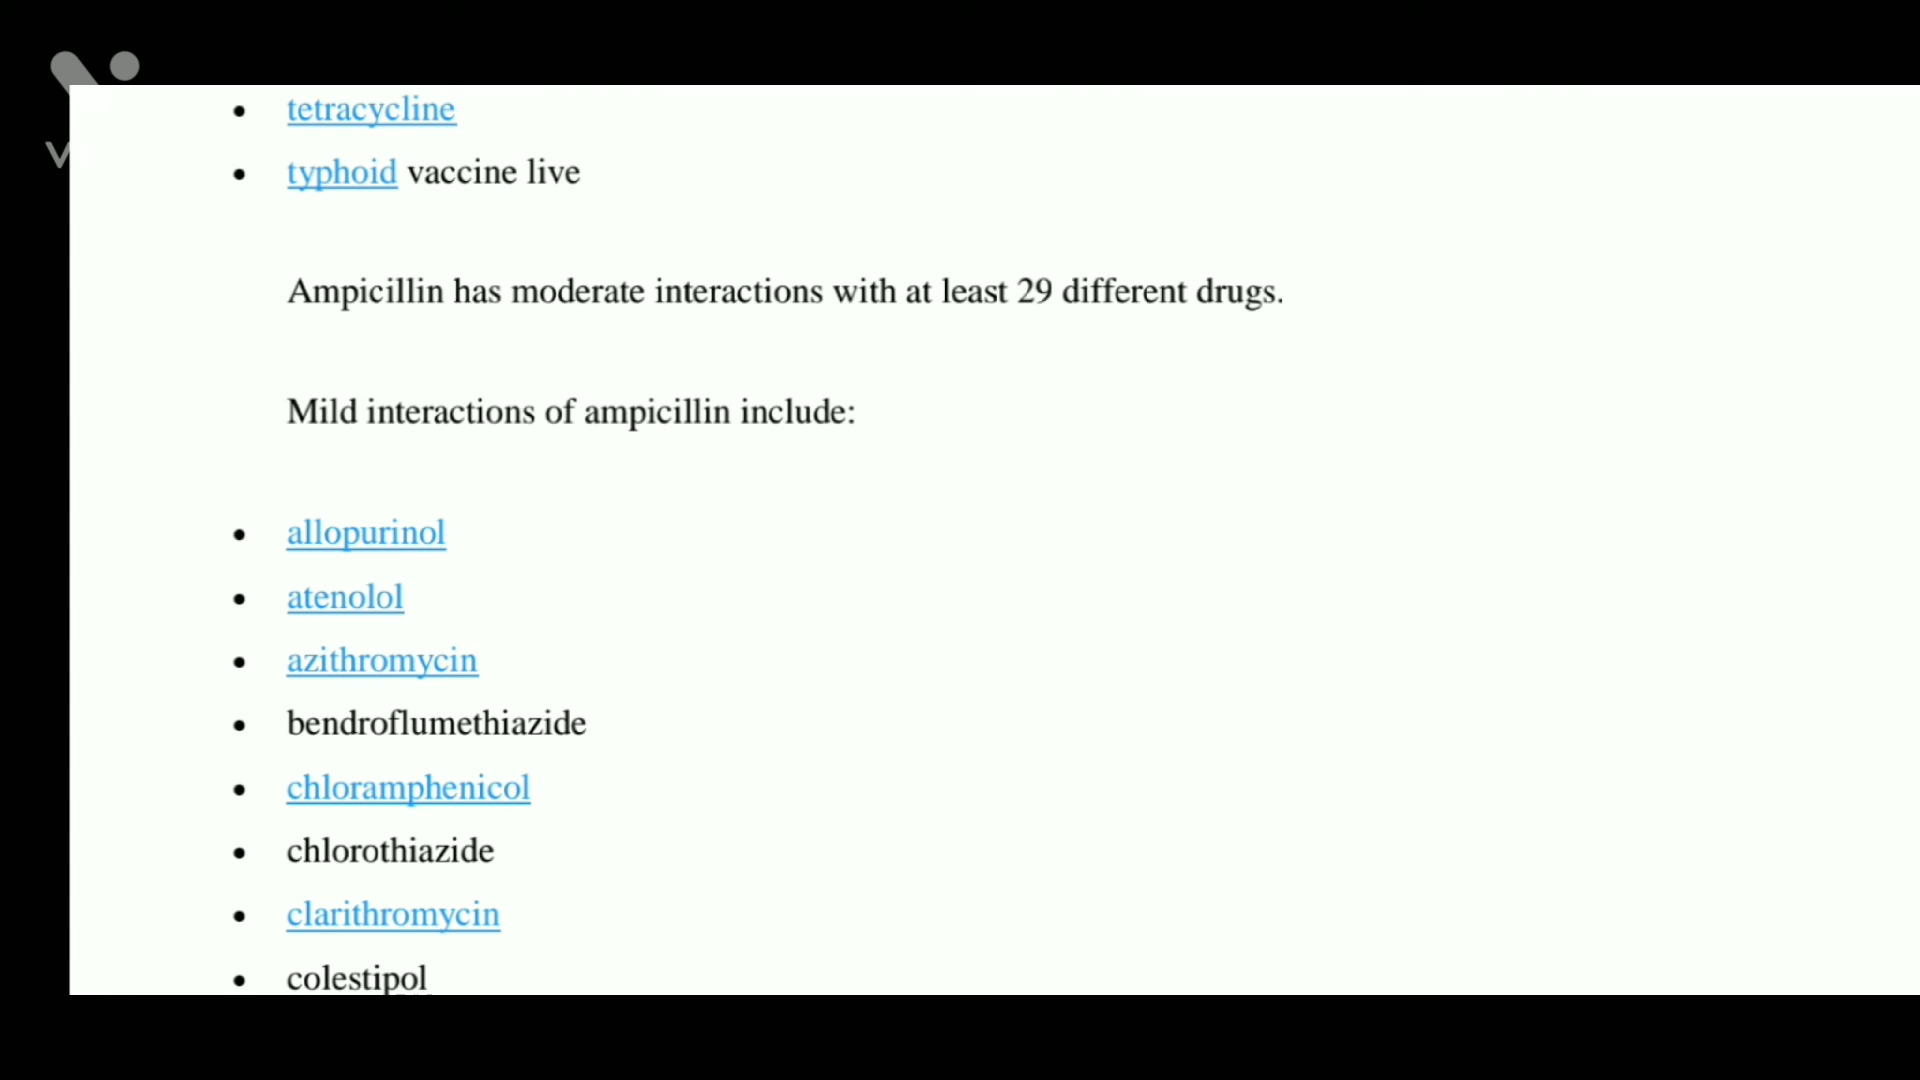 tetracycline
typhoid vaccine live
Ampicillin has moderate interactions with at least 29 different drugs.
Mild interactions of ampicillin include:
allopurinol
atenolol
azithromycin
bendroflumethiazide
chloramphenicol
chlorothiazide
clarithromycin
colestipol